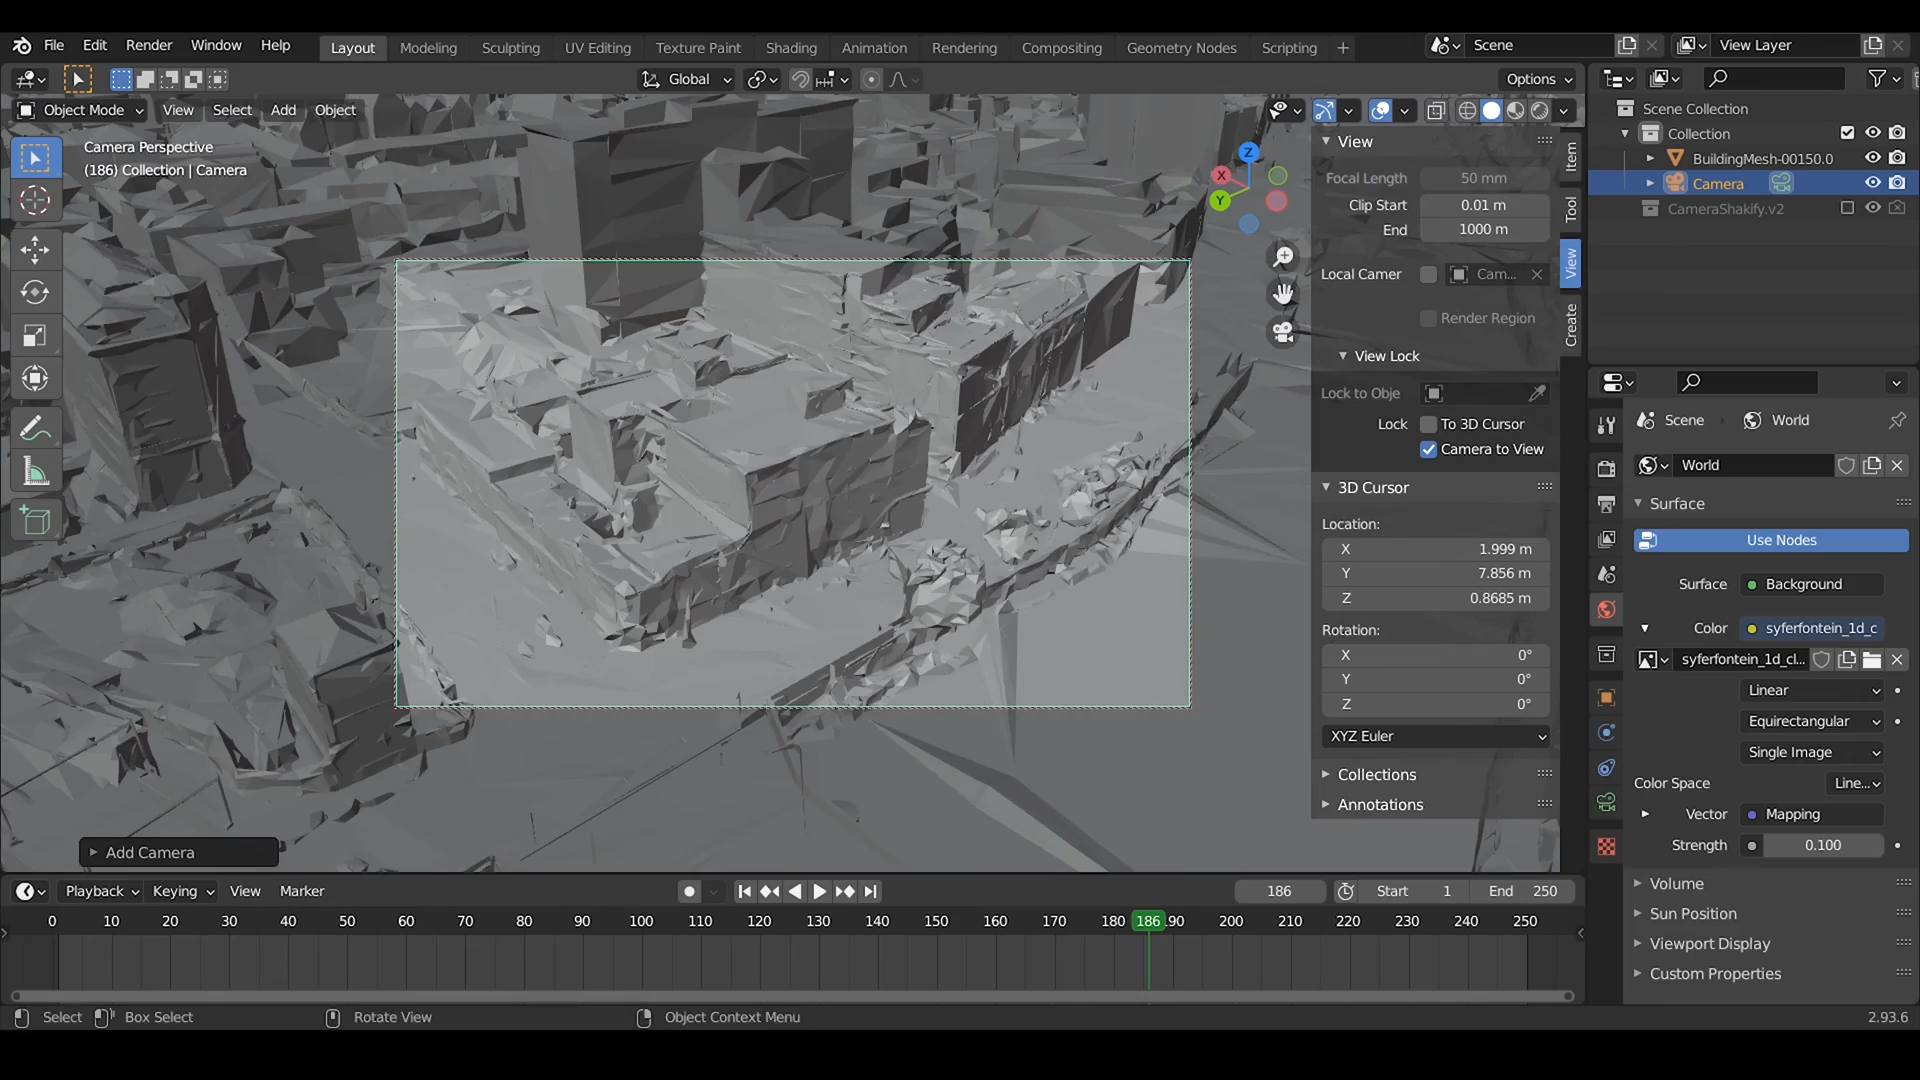 File Edit Render Window Help Layout Modeling Sculpting UV Editing Texture Paint Shading Animation Rendering Compositing Geometry Nodes Scripting + Scene View Layer
Global Options
Object Mode View Select Add Object
Camera Perspective
(186) Collection | Camera
X Y Z
View
Focal Length 50 mm
Clip Start 0.01 m
End 1000 m
Local Camer Cam...
Render Region
View Lock
Lock to Obje
Lock To 3D Cursor
Camera to View
3D Cursor
Location:
X 1.999 m
Y 7.856 m
Z 0.8685 m
Rotation:
X 0°
Y 0°
Z 0°
XYZ Euler
Collections
Annotations
Item
Tool
View
Create
Scene Collection
Collection
BuildingMesh-00150.0
Camera
CameraShakify.v2
Scene World
World
Surface
Use Nodes
Surface Background
Color syferfontein_1d_c
syferfontein_1d_cl...
Linear
Equirectangular
Single Image
Color Space Line...
Vector Mapping
Strength 0.100
Volume
Sun Position
Viewport Display
Custom Properties
Add Camera
Playback Keying View Marker 186 Start 1 End 250
0 10 20 30 40 50 60 70 80 90 100 110 120 130 140 150 160 170 180 186 90 200 210 220 230 240 250
Select Box Select Rotate View Object Context Menu 2.93.6